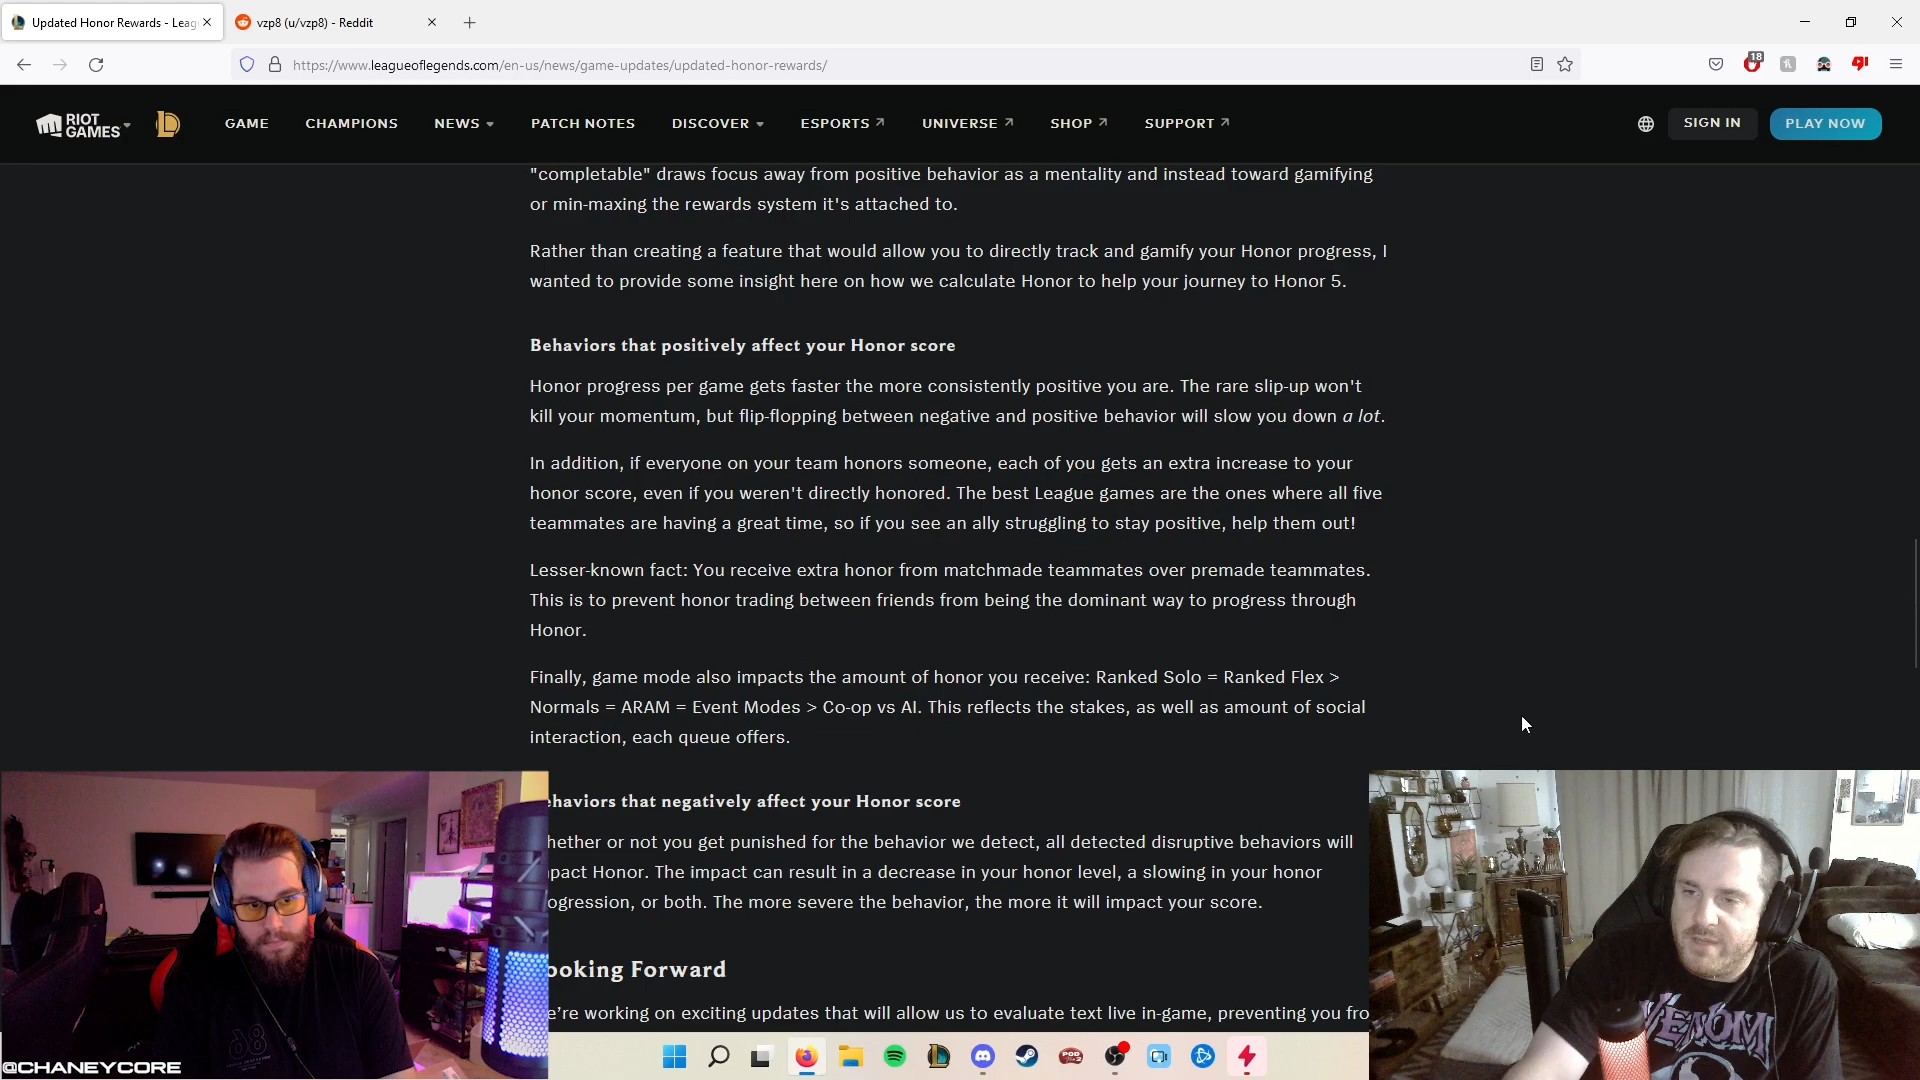 Updated Honor Rewards - Leag
vzp8 (u/vzp8) - Reddit
https://www.leagueoflegends.com/en-us/news/game-updates/updated-honor-rewards/
18
RIOT GAMES
GAME
CHAMPIONS
NEWS
PATCH NOTES
DISCOVER
ESPORTS
UNIVERSE
SHOP
SUPPORT
SIGN IN
PLAY NOW
"completable" draws focus away from positive behavior as a mentality and instead toward gamifying
or min-maxing the rewards system it's attached to.
Rather than creating a feature that would allow you to directly track and gamify your Honor progress, I
wanted to provide some insight here on how we calculate Honor to help your journey to Honor 5.
Behaviors that positively affect your Honor score
Honor progress per game gets faster the more consistently positive you are. The rare slip-up won't
kill your momentum, but flip-flopping between negative and positive behavior will slow you down a lot.
In addition, if everyone on your team honors someone, each of you gets an extra increase to your
honor score, even if you weren't directly honored. The best League games are the ones where all five
teammates are having a great time, so if you see an ally struggling to stay positive, help them out!
Lesser-known fact: You receive extra honor from matchmade teammates over premade teammates.
This is to prevent honor trading between friends from being the dominant way to progress through
Honor.
Finally, game mode also impacts the amount of honor you receive: Ranked Solo = Ranked Flex >
Normals = ARAM = Event Modes > Co-op vs AI. This reflects the stakes, as well as amount of social
interaction, each queue offers.
ehaviors that negatively affect your Honor score
hether or not you get punished for the behavior we detect, all detected disruptive behaviors will
pact Honor. The impact can result in a decrease in your honor level, a slowing in your honor
ogression, or both. The more severe the behavior, the more it will impact your score.
ooking Forward
e're working on exciting updates that will allow us to evaluate text live in-game, preventing you fro
68
VENOM
POD
@CHANEYCORE